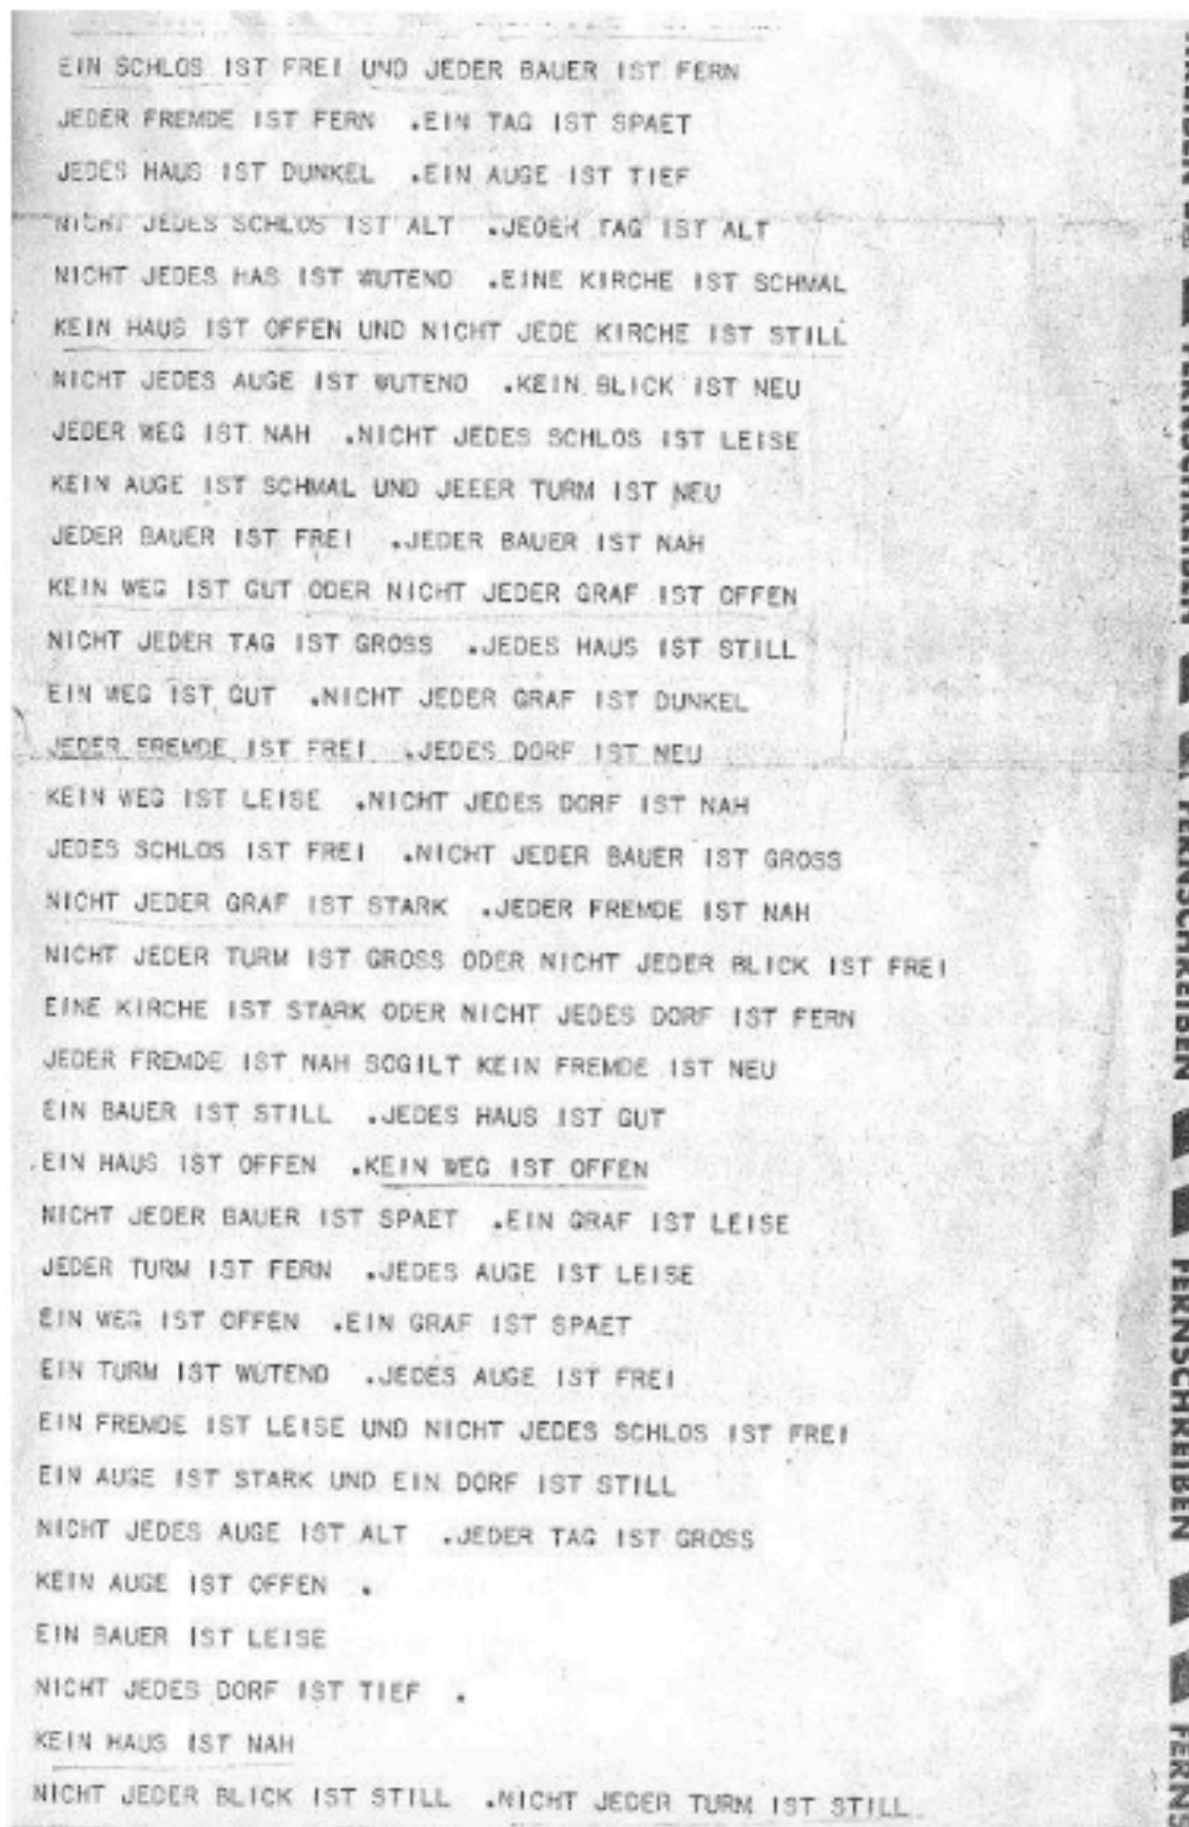 EIN SCHLOS IST FREI UND JEDER BAUER IST FERN
JEDER FREMDE IST FERN .EIN TAG IST SPAET
JEDES HAUS IST DUNKEL .EIN AUGE IST TIEF
NICHT JEDES SCHLOS IST ALT .JEDER TAG IST ALT
NICHT JEDES HAS IST WUTEND .EINE KIRCHE IST SCHMAL
KEIN HAUS IST OFFEN UND NICHT JEDE KIRCHE IST STILL
NICHT JEDES AUGE IST WUTEND .KEIN BLICK IST NEU
JEDER WEG IST NAH .NICHT JEDES SCHLOS IST LEISE
KEIN AUGE IST SCHMAL UND JEEER TURM IST NEU
JEDER BAUER IST FREI .JEDER BAUER IST NAH
KEIN WEG IST GUT ODER NICHT JEDER GRAF IST OFFEN
NICHT JEDER TAG IST GROSS .JEDES HAUS IST STILL
EIN WEG IST GUT .NICHT JEDER GRAF IST DUNKEL
JEDER FREMDE IST FREI .JEDES DORF IST NEU
KEIN WEG IST LEISE .NICHT JEDES DORF IST NAH
JEDES SCHLOS IST FREI .NICHT JEDER BAUER IST GROSS
NICHT JEDER GRAF IST STARK .JEDER FREMDE IST NAH
NICHT JEDER TURM IST GROSS ODER NICHT JEDER BLICK IST FREI
EINE KIRCHE IST STARK ODER NICHT JEDES DORF IST FERN
JEDER FREMDE IST NAH SOGILT KEIN FREMDE IST NEU
EIN BAUER IST STILL .JEDES HAUS IST GUT
EIN HAUS IST OFFEN .KEIN WEG IST OFFEN
NICHT JEDER BAUER IST SPAET .EIN GRAF IST LEISE
JEDER TURM IST FERN .JEDES AUGE IST LEISE
EIN WEG IST OFFEN .EIN GRAF IST SPAET
EIN TURM IST WUTEND .JEDES AUGE IST FREI
EIN FREMDE IST LEISE UND NICHT JEDES SCHLOS IST FREI
EIN AUGE IST STARK UND EIN DORF IST STILL
NICHT JEDES AUGE IST ALT .JEDER TAG IST GROSS
KEIN AUGE IST OFFEN .
EIN BAUER IST LEISE
NICHT JEDES DORF IST TIEF .
KEIN HAUS IST NAH
NICHT JEDER BLICK IST STILL .NICHT JEDER TURM IST STILL
FERNSCHREIBEN
FERNSCHREIBEN
FERNSCHREIBEN
FERNS